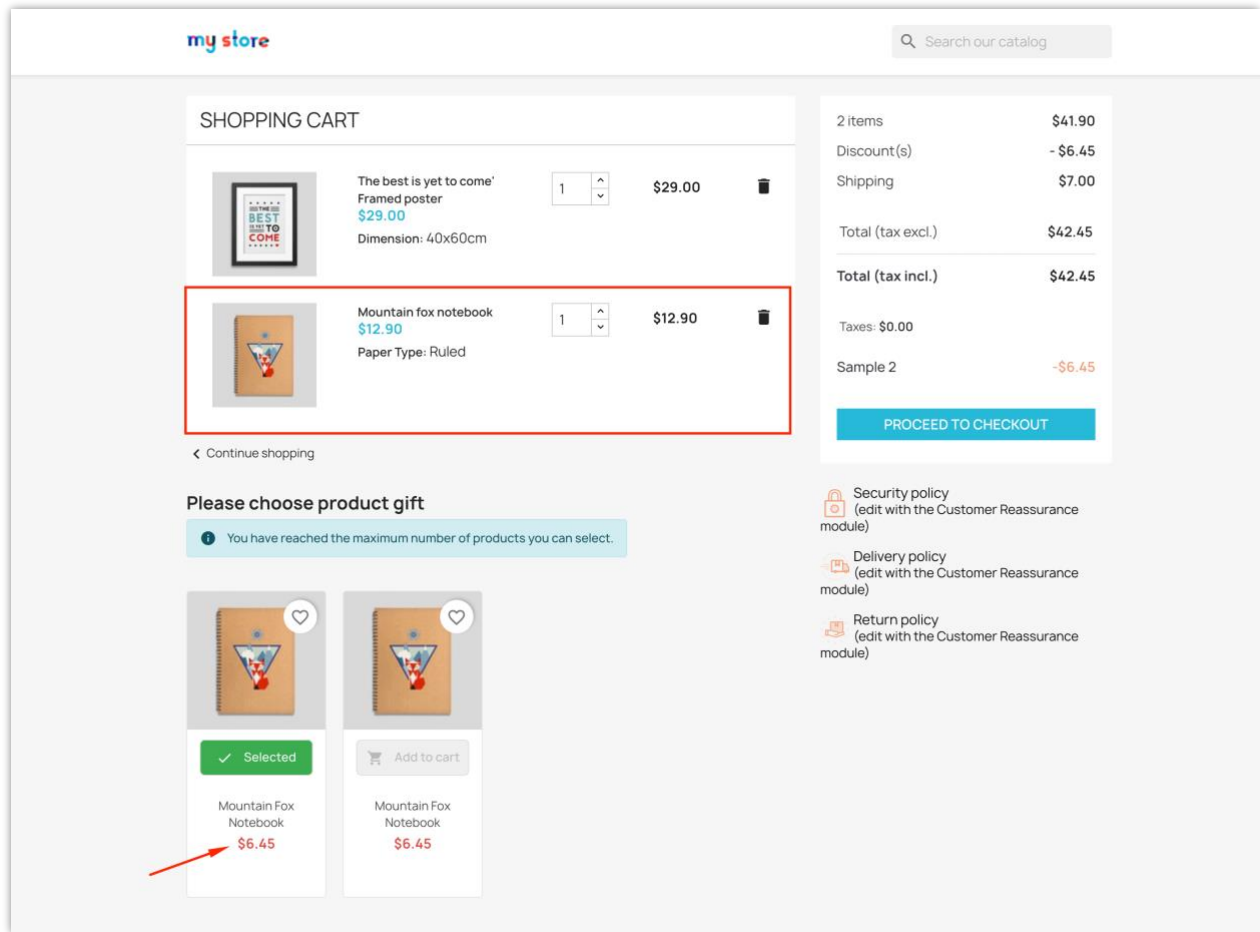 my store
Search our catalog
SHOPPING CART
THE
BEST
IS YET TO
COME
The best is yet to come'
Framed poster
$29.00
Dimension: 40x60cm
1
$29.00
Mountain fox notebook
$12.90
Paper Type: Ruled
1
$12.90
Continue shopping
2 items $41.90
Discount(s) - $6.45
Shipping $7.00
Total (tax excl.) $42.45
Total (tax incl.) $42.45
Taxes: $0.00
Sample 2 -$6.45
PROCEED TO CHECKOUT
Security policy
(edit with the Customer Reassurance
module)
Delivery policy
(edit with the Customer Reassurance
module)
Return policy
(edit with the Customer Reassurance
module)
Please choose product gift
You have reached the maximum number of products you can select.
Selected
Mountain Fox
Notebook
$6.45
Add to cart
Mountain Fox
Notebook
$6.45